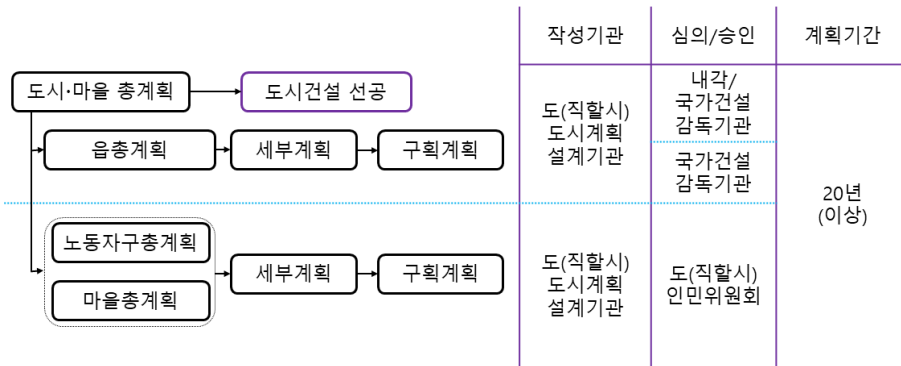 작성기관 심의/승인 계획기간
도시·마을 총계획 도시건설 선공
내각/
국가건설
감독기관
도(직할시)
도시계획
설계기관
읍총계획 세부계획 구획계획
국가건설
감독기관
20년
(이상)
노동자구총계획
마을총계획
세부계획 구획계획
도(직할시)
도시계획
설계기관
도(직할시)
인민위원회